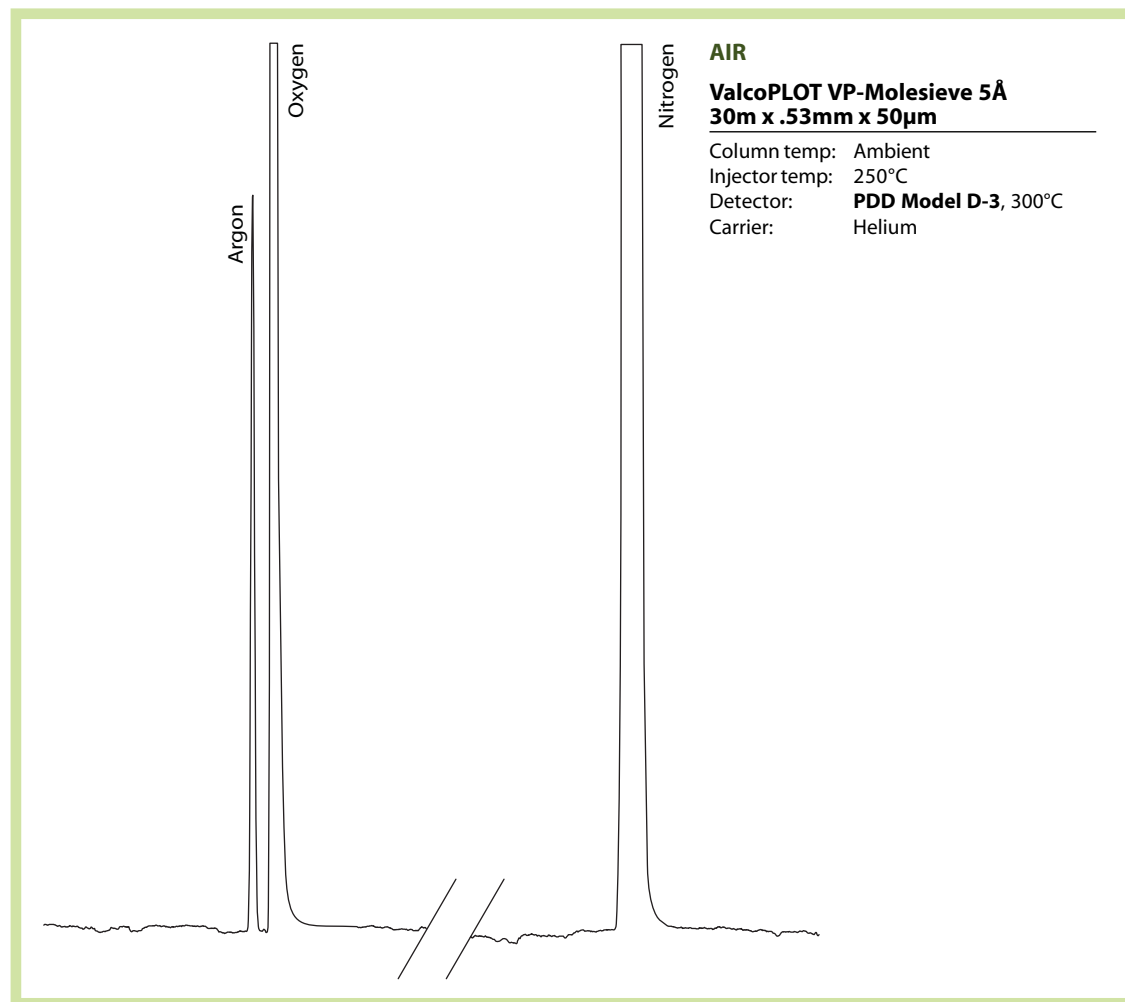 Argon
Oxygen
Nitrogen
AIR
ValcoPLOT VP-Molesieve 5Å
30m x .53mm x 50µm
Column temp: Ambient
Injector temp: 250°C
Detector: PDD Model D-3, 300°C
Carrier: Helium